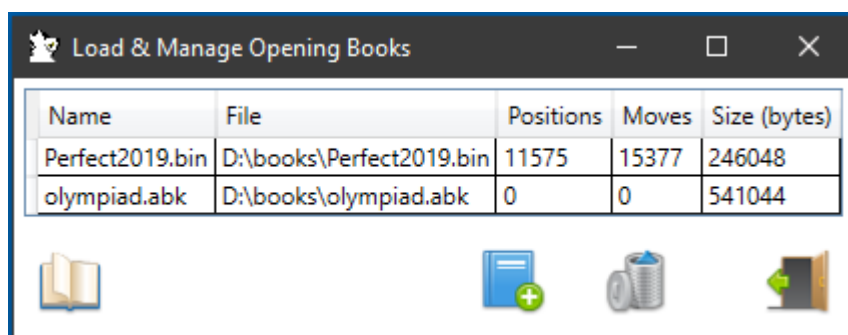 Load & Manage Opening Books
Name File Positions Moves Size (bytes)
Perfect2019.bin D:\books\Perfect2019.bin 11575 15377 246048
olympiad.abk D:\books\olympiad.abk 0 0 541044